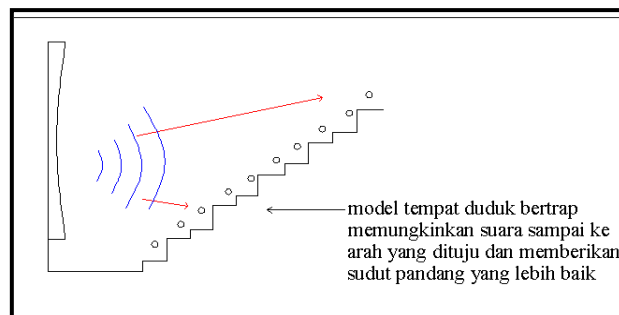 model tempat duduk bertrap
memungkinkan suara sampai ke
arah yang dituju dan memberikan
sudut pandang yang lebih baik